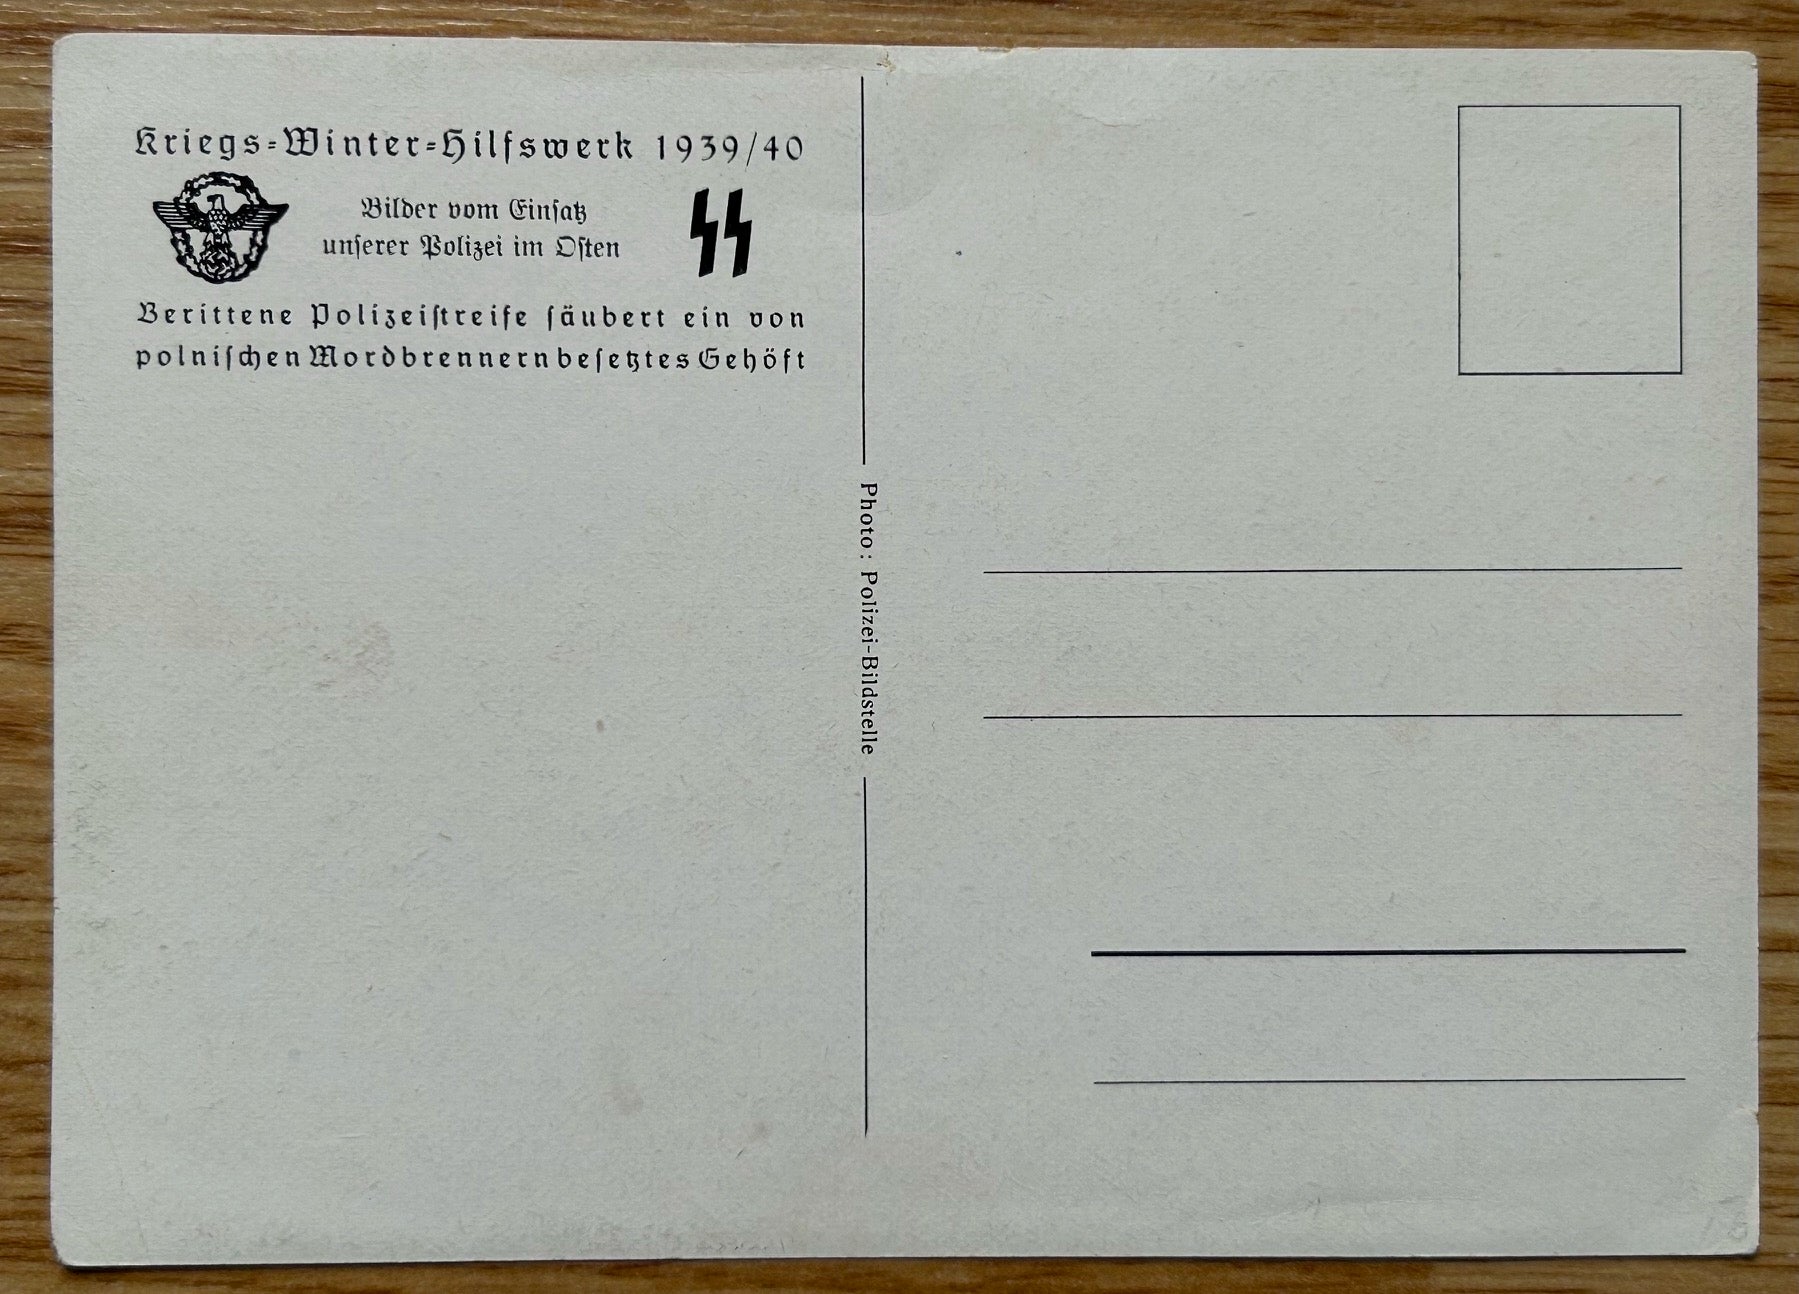 Kriegs-Winter-Hilfswerk 1939/40
Bilder vom Einſatz
unſerer Polizei im Oſten
Berittene Polizeiſtreife ſäubert ein von
polniſchen Mordbrennern beſetztes Gehöft
Photo: Polizei-Bildstelle